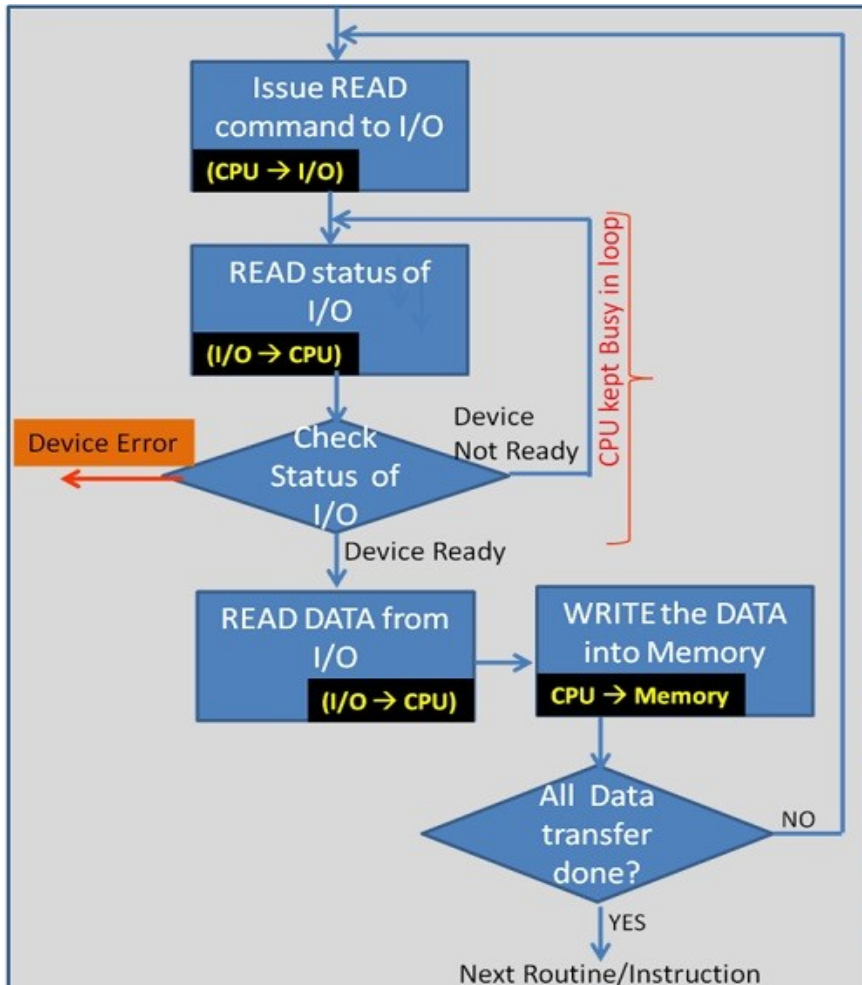 Issue READ
command to I/O
(CPU → I/O)
READ status of
I/O
(I/O → CPU)
CPU kept Busy in loop
Device
Not Ready
Device Error
Check
Status of
I/O
Device Ready
READ DATA from
I/O
(I/O → CPU)
WRITE the DATA
into Memory
CPU → Memory
All Data
transfer
done?
NO
YES
Next Routine/Instruction